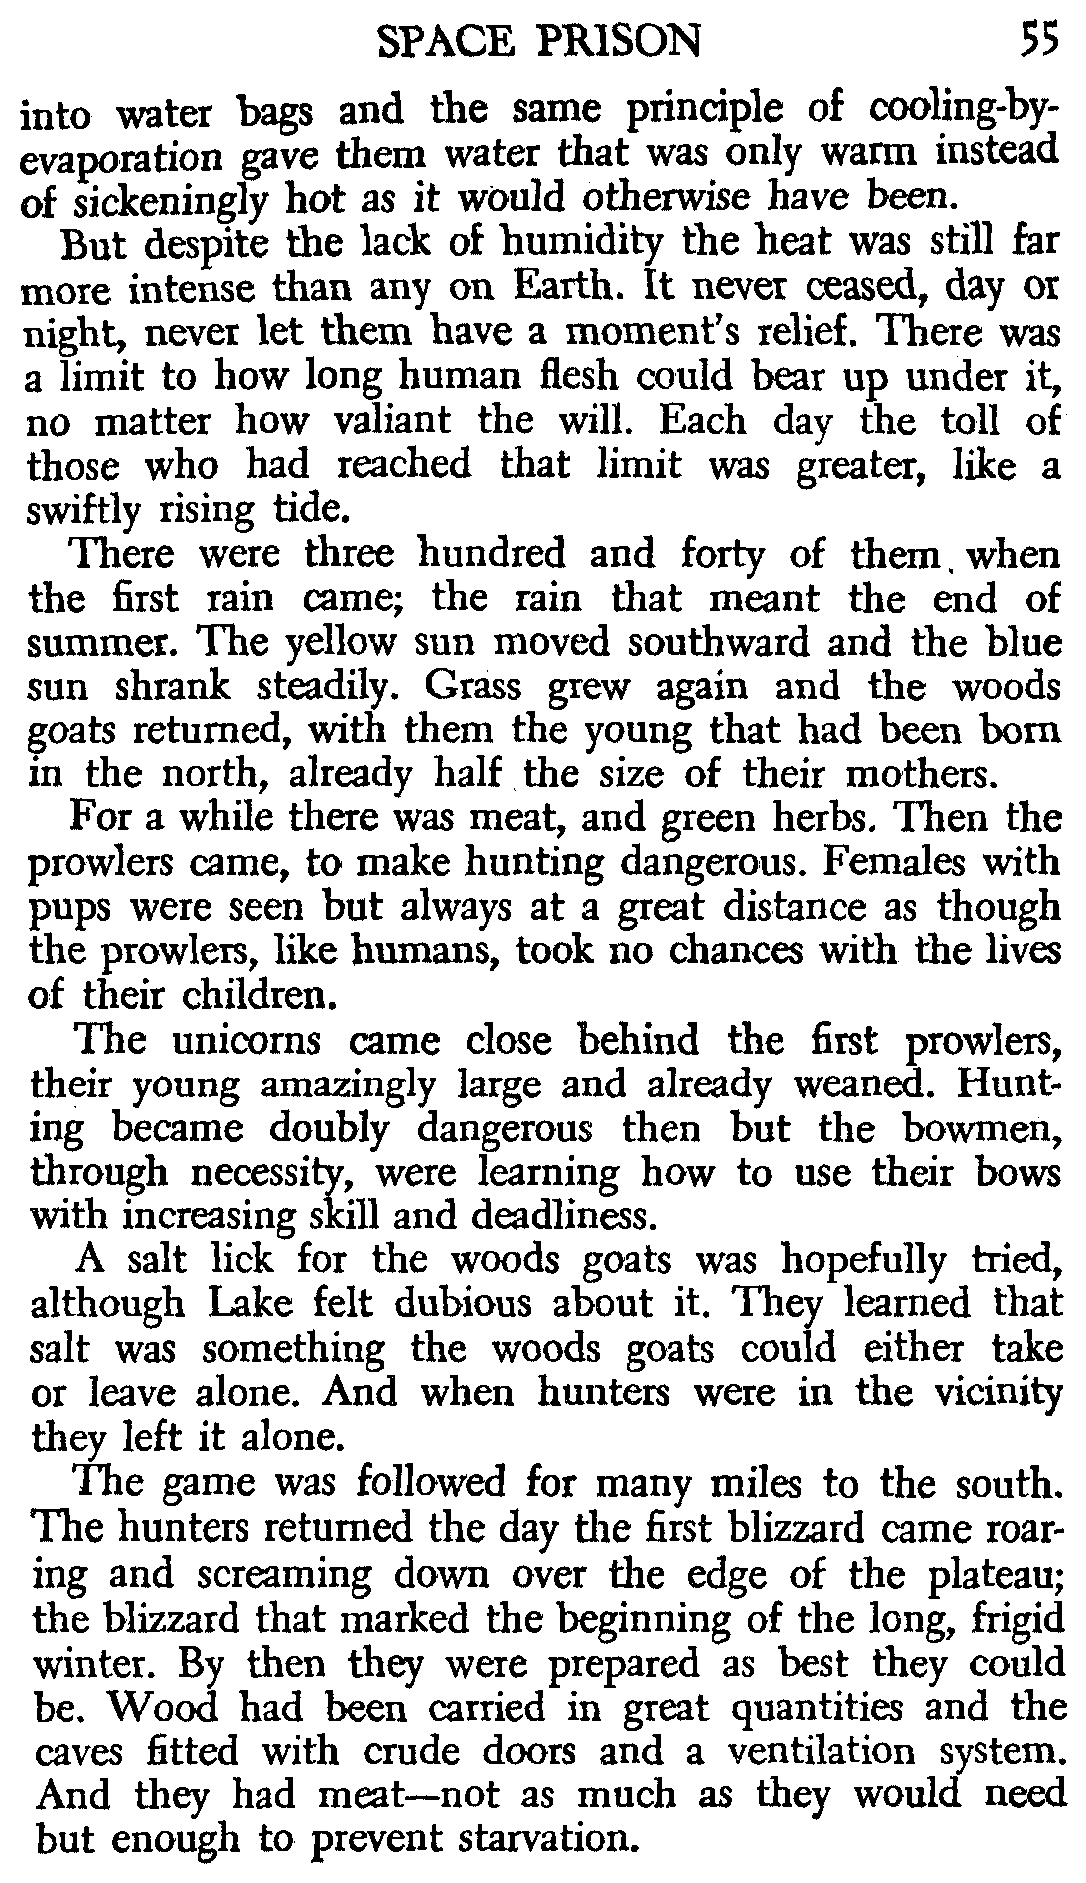 SPACE PRISON 55
into water bags and the same principle of cooling-by-
evaporation gave them water that was only warm instead
of sickeningly hot as it would otherwise have been.
But despite the lack of humidity the heat was still far
more intense than any on Earth. It never ceased, day or
night, never let them have a moment's relief. There was
a limit to how long human flesh could bear up under it,
no matter how valiant the will. Each day the toll of
those who had reached that limit was greater, like a
swiftly rising tide.
There were three hundred and forty of them when
the first rain came; the rain that meant the end of
summer. The yellow sun moved southward and the blue
sun shrank steadily. Grass grew again and the woods
goats returned, with them the young that had been born
in the north, already half the size of their mothers.
For a while there was meat, and green herbs. Then the
prowlers came, to make hunting dangerous. Females with
pups were seen but always at a great distance as though
the prowlers, like humans, took no chances with the lives
of their children.
The unicorns came close behind the first prowlers,
their young amazingly large and already weaned. Hunt-
ing became doubly dangerous then but the bowmen,
through necessity, were learning how to use their bows
with increasing skill and deadliness.
A salt lick for the woods goats was hopefully tried,
although Lake felt dubious about it. They learned that
salt was something the woods goats could either take
or leave alone. And when hunters were in the vicinity
they left it alone.
The game was followed for many miles to the south.
The hunters returned the day the first blizzard came roar-
ing and screaming down over the edge of the plateau;
the blizzard that marked the beginning of the long, frigid
winter. By then they were prepared as best they could
be. Wood had been carried in great quantities and the
caves fitted with crude doors and a ventilation system.
And they had meat—not as much as they would need
but enough to prevent starvation.